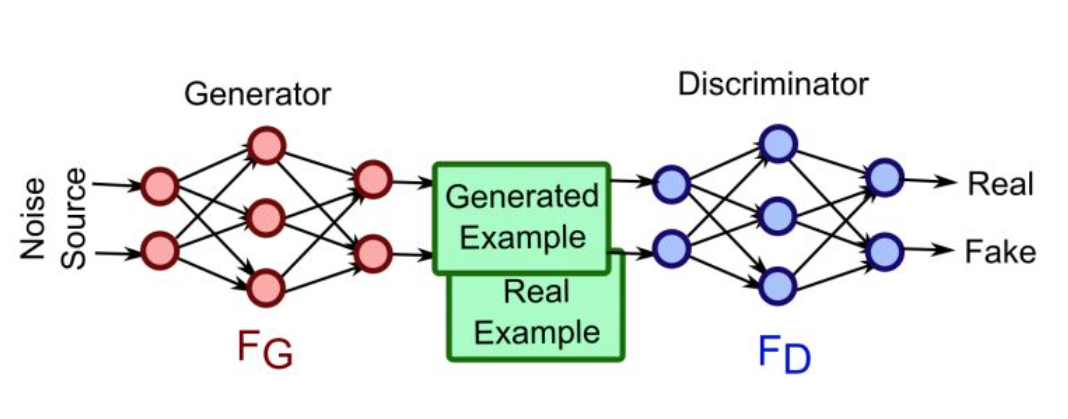 Generator
Discriminator
Noise
Source
Generated
Example
Real
Example
Real
Fake
FG
FD